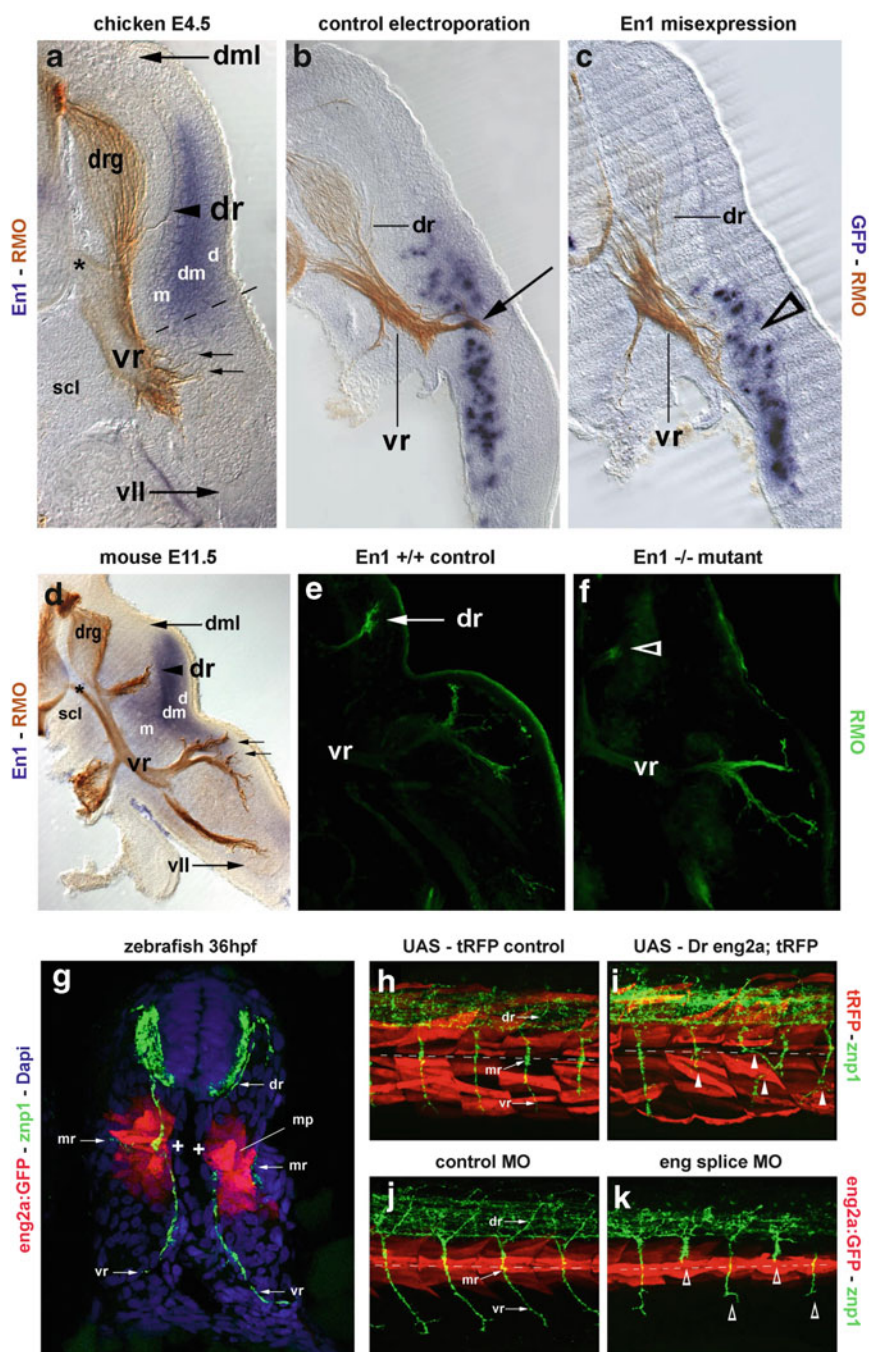 chicken E4.5
control electroporation
En1 misexpression
a
dml
drg
dr
*
d
dm
m
vr
scl
vll
En1 - RMO
b
dr
vr
c
dr
vr
GFP - RMO
mouse E11.5
En1 +/+ control
En1 -/- mutant
d
dml
drg
dr
*
scl
d
dm
m
vr
vll
En1 - RMO
e
dr
vr
f
vr
RMO
zebrafish 36hpf
UAS - tRFP control
UAS - Dr eng2a; tRFP
g
dr
mp
mr
+ +
mr
vr
vr
eng2a:GFP - znp1 - Dapi
h
dr
mr
vr
i
tRFP - znp1
control MO
eng splice MO
j
dr
mr
vr
k
eng2a:GFP - znp1